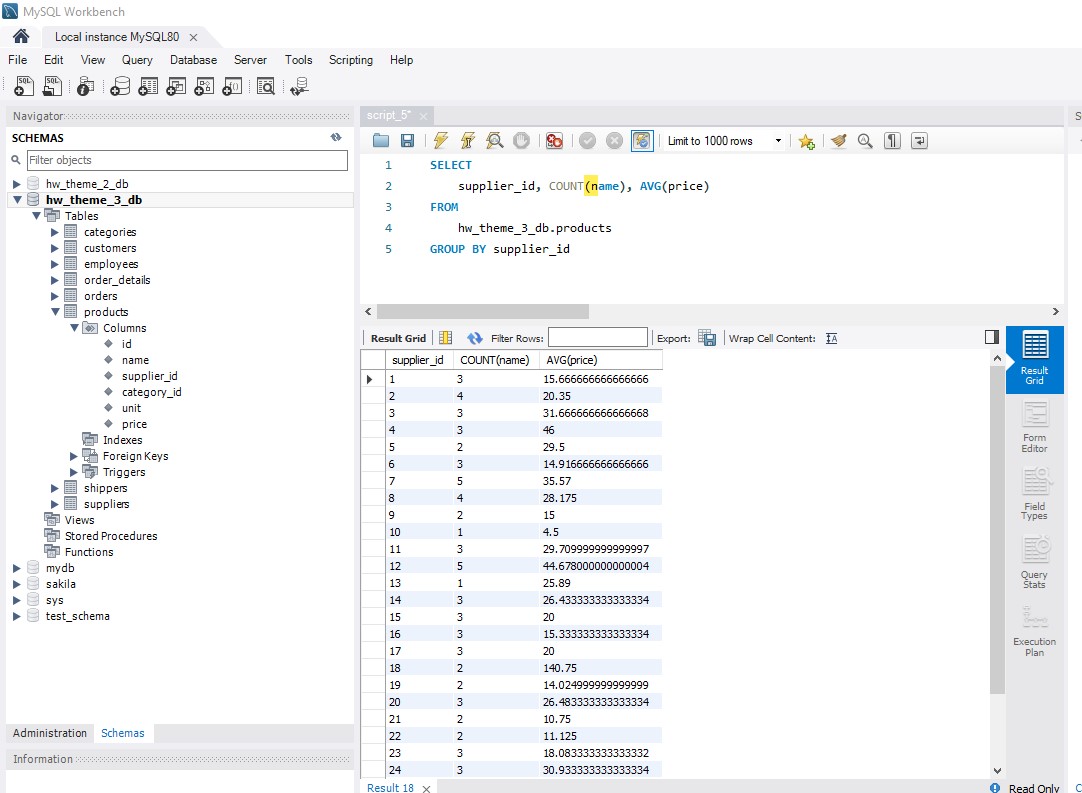 MySQL Workbench
Local instance MySQL80
File Edit View Query Database Server Tools Scripting Help
Navigator
SCHEMAS
Filter objects
hw_theme_2_db
hw_theme_3_db
Tables
categories
customers
employees
order_details
orders
products
Columns
id
name
supplier_id
category_id
unit
price
Indexes
Foreign Keys
Triggers
shippers
suppliers
Views
Stored Procedures
Functions
mydb
sakila
sys
test_schema
Administration Schemas
Information
script_5*
Limit to 1000 rows
1 SELECT
2 supplier_id, COUNT(name), AVG(price)
3 FROM
4 hw_theme_3_db.products
5 GROUP BY supplier_id
Result Grid Filter Rows: Export: Wrap Cell Content:
supplier_id COUNT(name) AVG(price)
1 3 15.666666666666666
2 4 20.35
3 3 31.666666666666668
4 3 46
5 2 29.5
6 3 14.916666666666666
7 5 35.57
8 4 28.175
9 2 15
10 1 4.5
11 3 29.709999999999997
12 5 44.678000000000004
13 1 25.89
14 3 26.433333333333334
15 3 20
16 3 15.333333333333334
17 3 20
18 2 140.75
19 2 14.024999999999999
20 3 26.483333333333334
21 2 10.75
22 2 11.125
23 3 18.083333333333332
24 3 30.933333333333334
Result
Grid
Form
Editor
Field
Types
Query
Stats
Execution
Plan
Result 18
Read Only